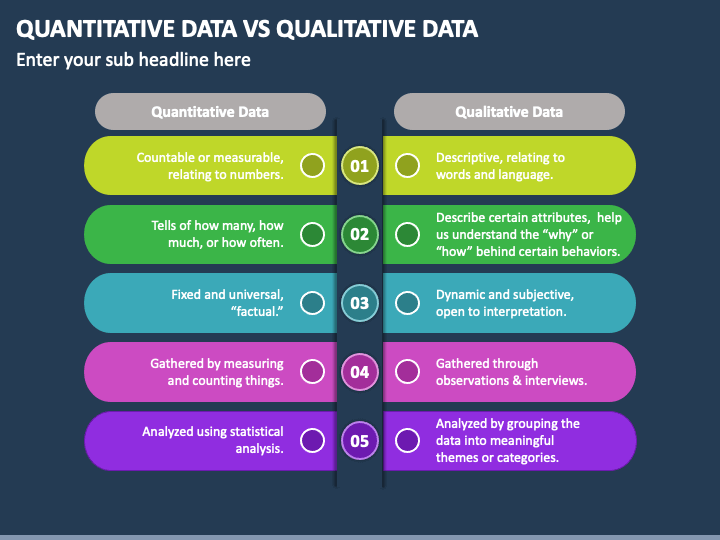 QUANTITATIVE DATA VS QUALITATIVE DATA
Enter your sub headline here
Quantitative Data
Qualitative Data
Countable or measurable,
relating to numbers.
01
Descriptive, relating to
words and language.
Tells of how many, how
much, or how often.
02
Describe certain attributes, help
us understand the “why” or
“how” behind certain behaviors.
Fixed and universal,
“factual.”
03
Dynamic and subjective,
open to interpretation.
Gathered by measuring
and counting things.
04
Gathered through
observations & interviews.
Analyzed using statistical
analysis.
05
Analyzed by grouping the
data into meaningful
themes or categories.